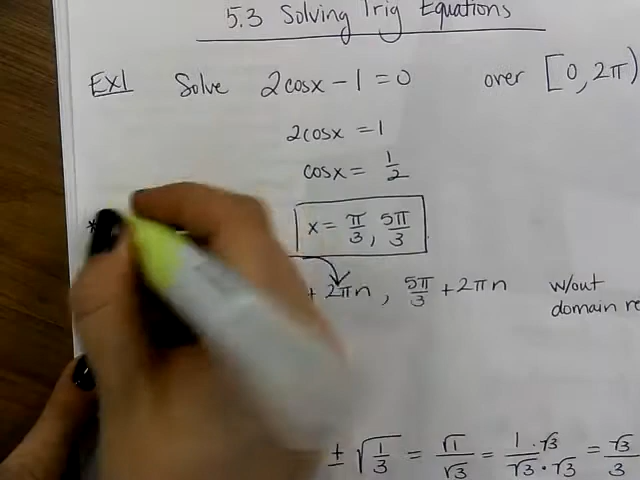 5.3 Solving Trig Equations
Ex1 Solve 2cosx - 1 = 0 over [0, 2π)
2cosx = 1
cosx = 1/2
*
x = π/3, 5π/3
+ 2πn, 5π/3 + 2πn w/out
domain re
± √(1/3) = √1/√3 = 1·√3/√3·√3 = √3/3